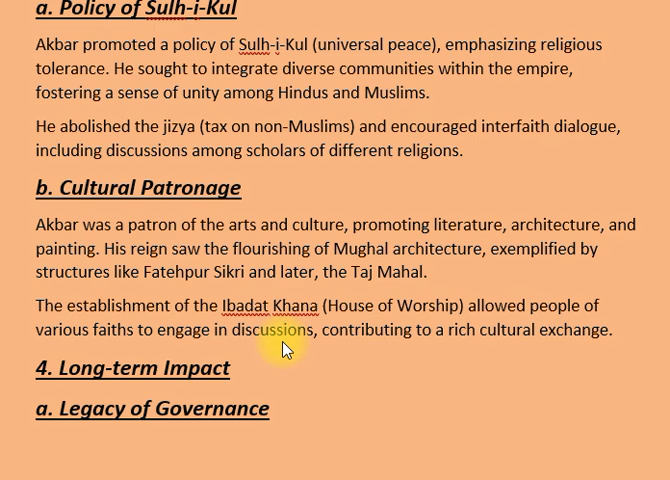 a. Policy of Sulh-i-Kul
Akbar promoted a policy of Sulh-i-Kul (universal peace), emphasizing religious
tolerance. He sought to integrate diverse communities within the empire,
fostering a sense of unity among Hindus and Muslims.
He abolished the jizya (tax on non-Muslims) and encouraged interfaith dialogue,
including discussions among scholars of different religions.
b. Cultural Patronage
Akbar was a patron of the arts and culture, promoting literature, architecture, and
painting. His reign saw the flourishing of Mughal architecture, exemplified by
structures like Fatehpur Sikri and later, the Taj Mahal.
The establishment of the Ibadat Khana (House of Worship) allowed people of
various faiths to engage in discussions, contributing to a rich cultural exchange.
4. Long-term Impact
a. Legacy of Governance